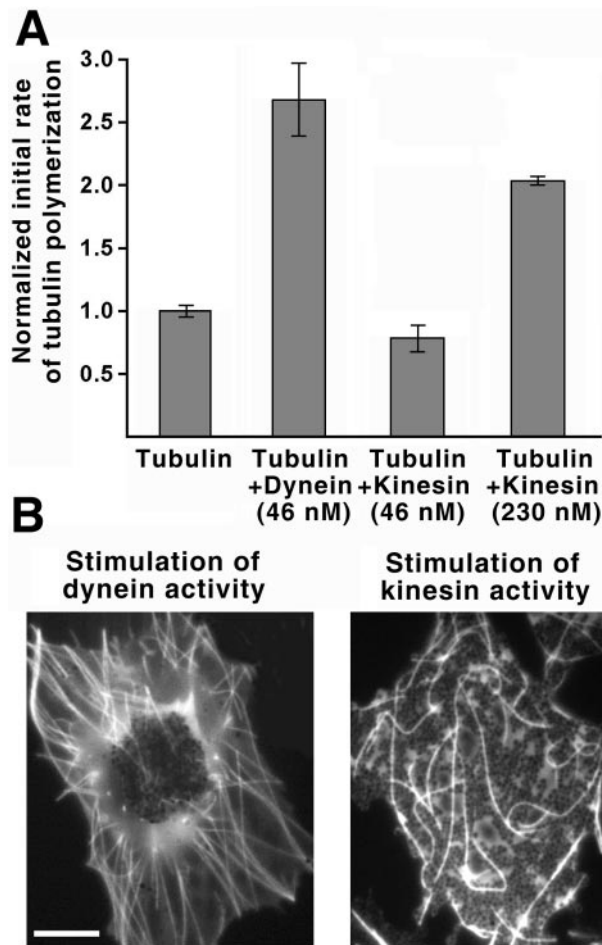 A
Normalized initial rate
of tubulin polymerization
3.0
2.5
2.0
1.5
1.0
0.5
Tubulin
Tubulin
+Dynein
(46 nM)
Tubulin
+Kinesin
(46 nM)
Tubulin
+Kinesin
(230 nM)
B
Stimulation of
dynein activity
Stimulation of
kinesin activity